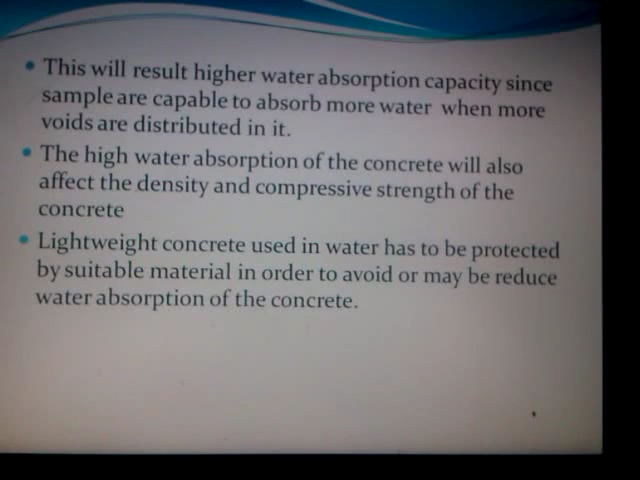 This will result higher water absorption capacity since
sample are capable to absorb more water when more
voids are distributed in it.
The high water absorption of the concrete will also
affect the density and compressive strength of the
concrete
Lightweight concrete used in water has to be protected
by suitable material in order to avoid or may be reduce
water absorption of the concrete.